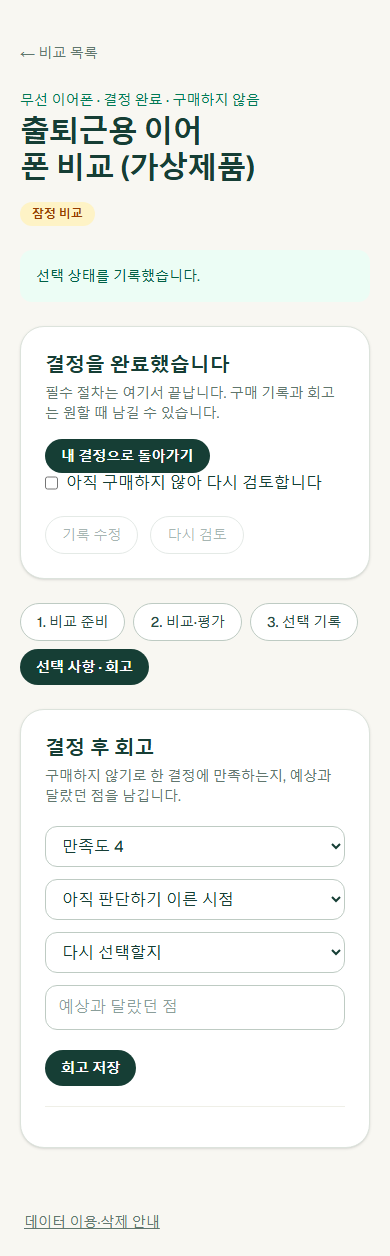 ← 비교 목록
무선 이어폰 · 결정 완료 · 구매하지 않음
출퇴근용 이어
폰 비교 (가상제품)
잠정 비교
선택 상태를 기록했습니다.
결정을 완료했습니다
필수 절차는 여기서 끝납니다. 구매 기록과 회고
는 원할 때 남길 수 있습니다.
내 결정으로 돌아가기
아직 구매하지 않아 다시 검토합니다
기록 수정 다시 검토
1. 비교 준비 2. 비교·평가 3. 선택 기록
선택 사항 · 회고
결정 후 회고
구매하지 않기로 한 결정에 만족하는지, 예상과
달랐던 점을 남깁니다.
만족도 4
아직 판단하기 이른 시점
다시 선택할지
예상과 달랐던 점
회고 저장
데이터 이용·삭제 안내